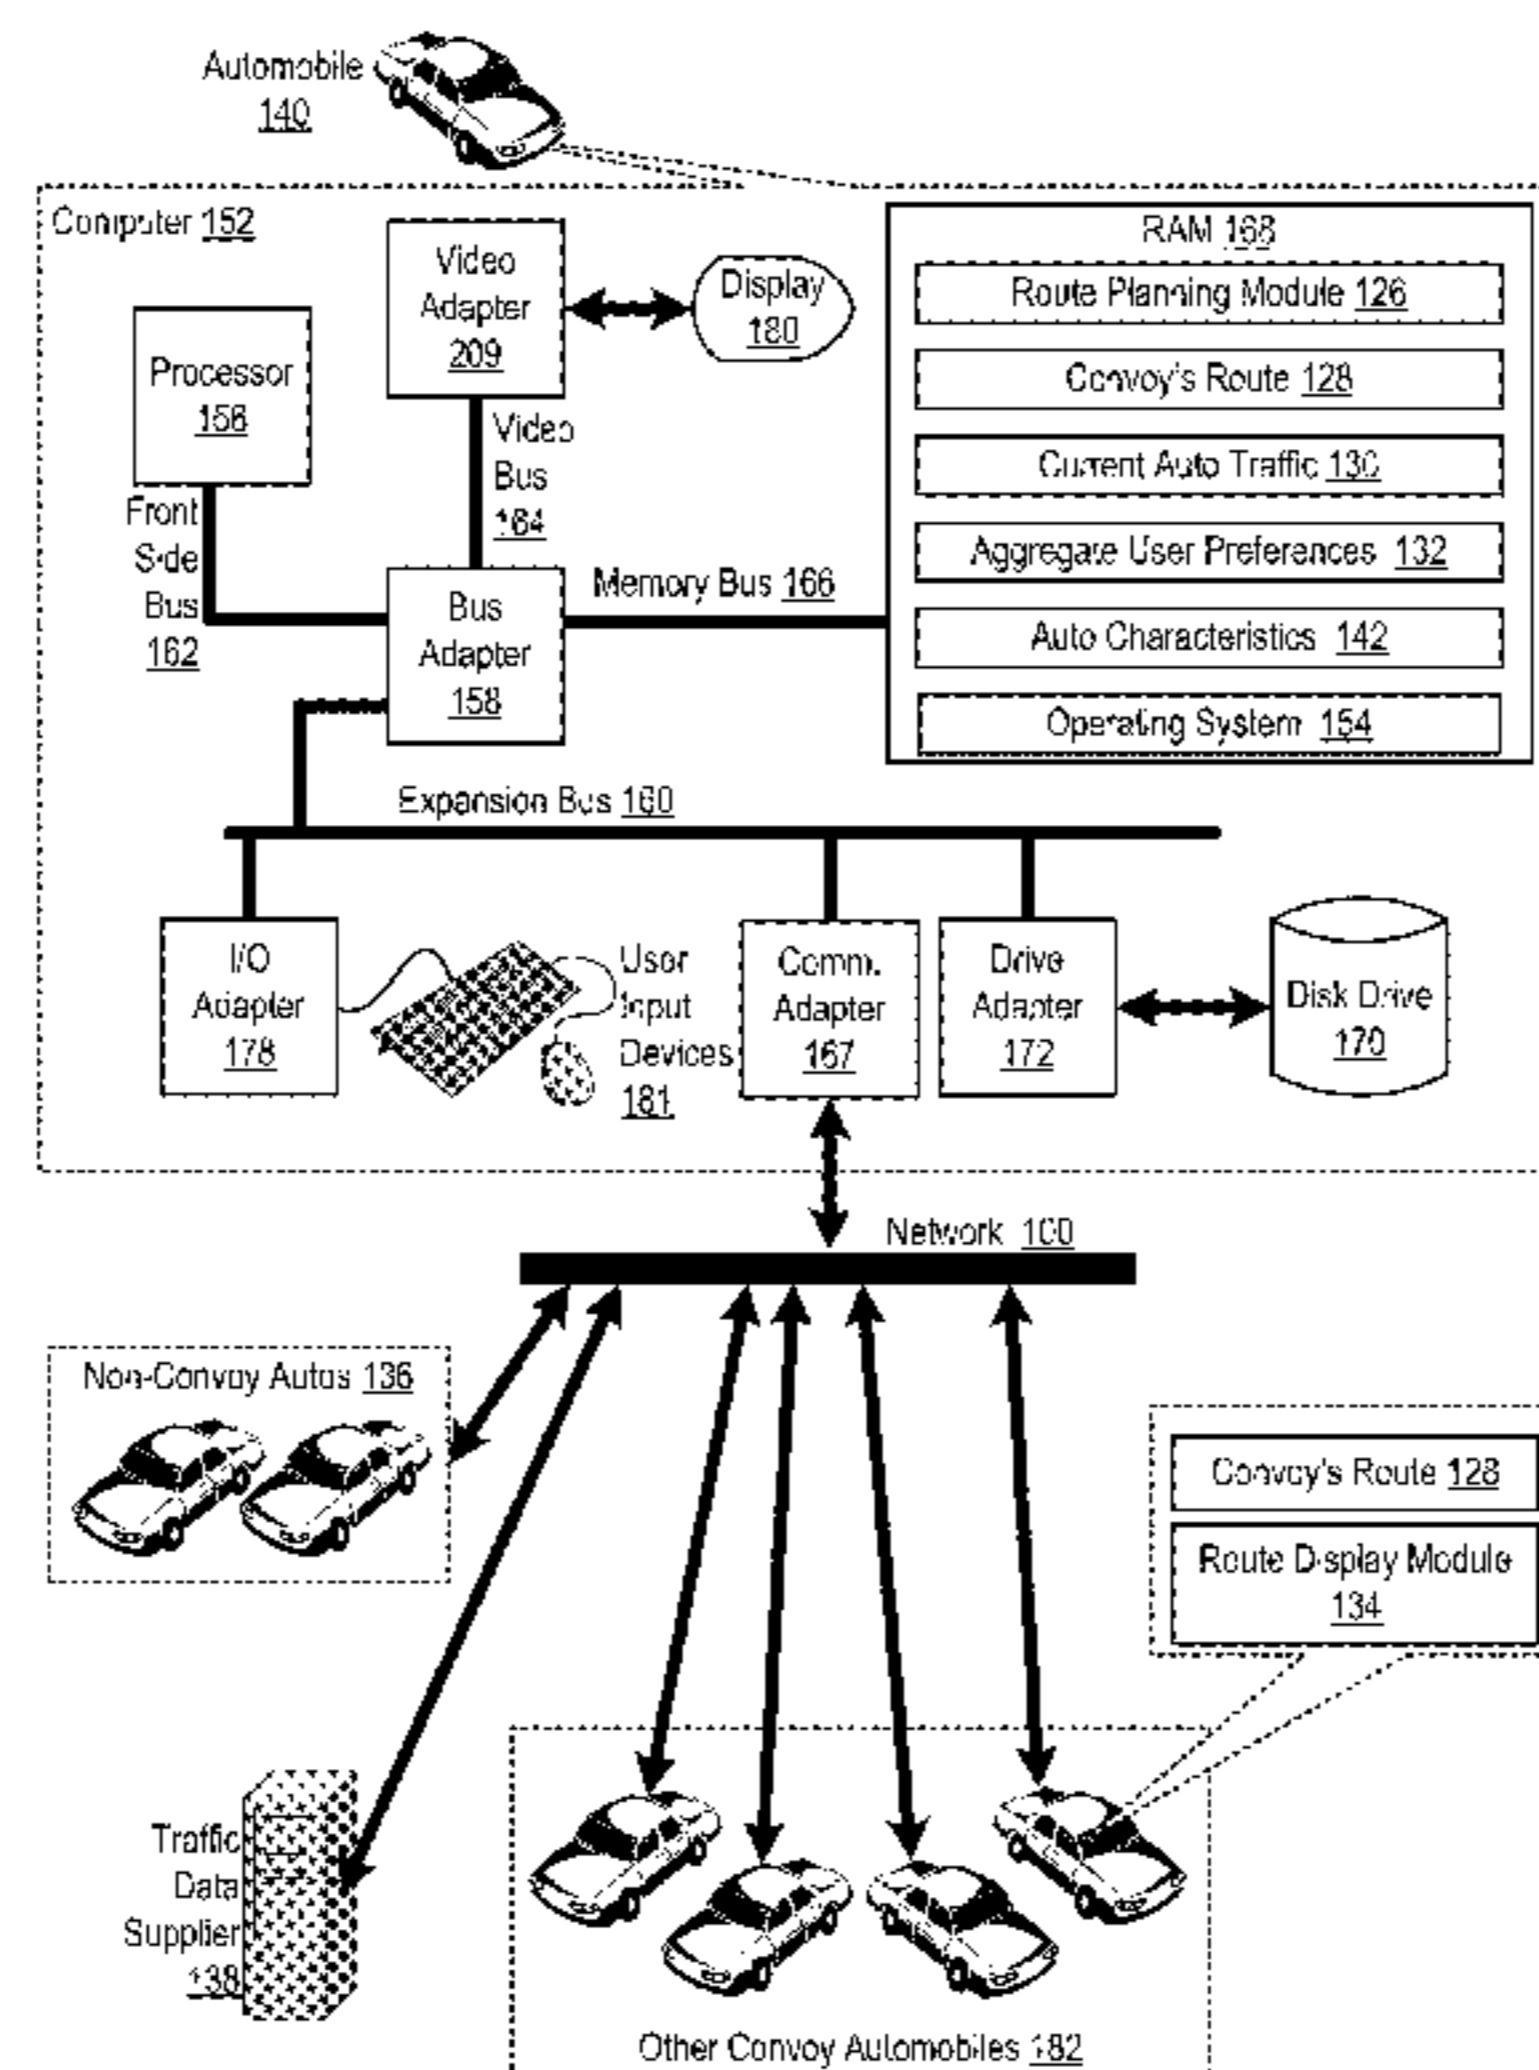 Automobile
140
Computer 152
Video
Adapter
209
Display
180
Processor
156
Video
Bus
164
Front
Side
Bus
162
Bus
Adapter
158
Memory Bus 166
RAM 168
Route Planning Module 126
Convoy's Route 128
Current Auto Traffic 130
Aggregate User Preferences 132
Auto Characteristics 142
Operating System 154
Expansion Bus 160
I/O
Adapter
178
User
Input
Devices
181
Comm.
Adapter
167
Drive
Adapter
172
Disk Drive
170
Network 100
Non-Convoy Autos 136
Convoy's Route 128
Route Display Module
134
Traffic
Data
Supplier
138
Other Convoy Automobiles 182